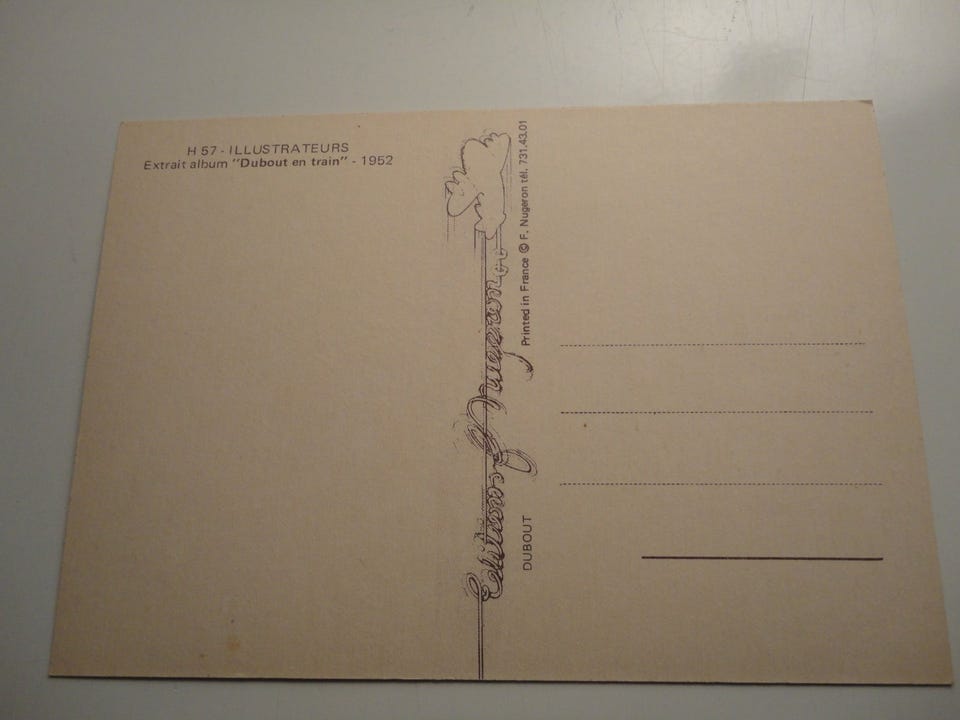 H 57 - ILLUSTRATEURS
Extrait album "Dubout en train" - 1952
Editions F Nugeron
Printed in France © F. Nugeron tél. 731.43.01
DUBOUT